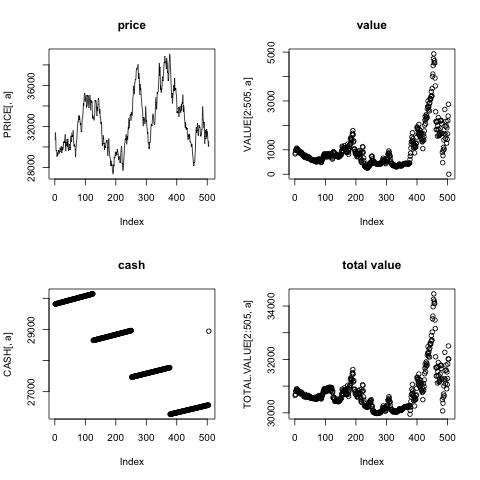 price
PRICE[, a]
36000
32000
28000
0 100 200 300 400 500
Index
value
VALUE[2:505, a]
5000
3000
1000
0
0 100 200 300 400 500
Index
cash
CASH[, a]
29000
27000
0 100 200 300 400 500
Index
total value
TOTAL.VALUE[2:505, a]
34000
32000
30000
0 100 200 300 400 500
Index